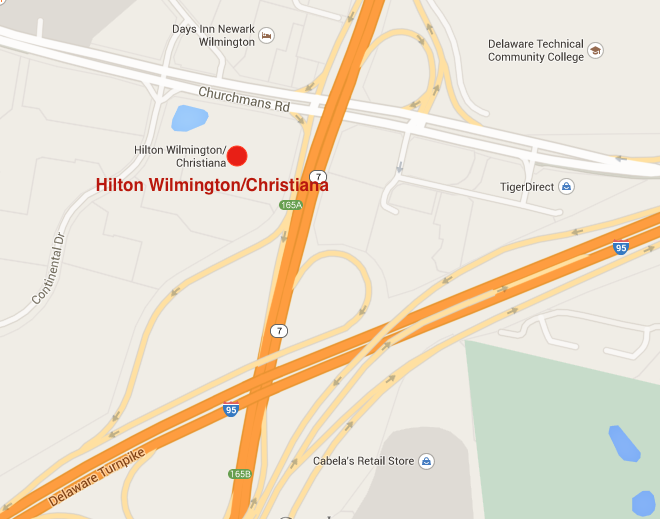 Days Inn Newark
Wilmington
Delaware Technical
Community College
Churchmans Rd
Hilton Wilmington/
Christiana
Hilton Wilmington/Christiana
7
TigerDirect
165A
95
Continental Dr
7
95
Cabela's Retail Store
Delaware Turnpike
165B